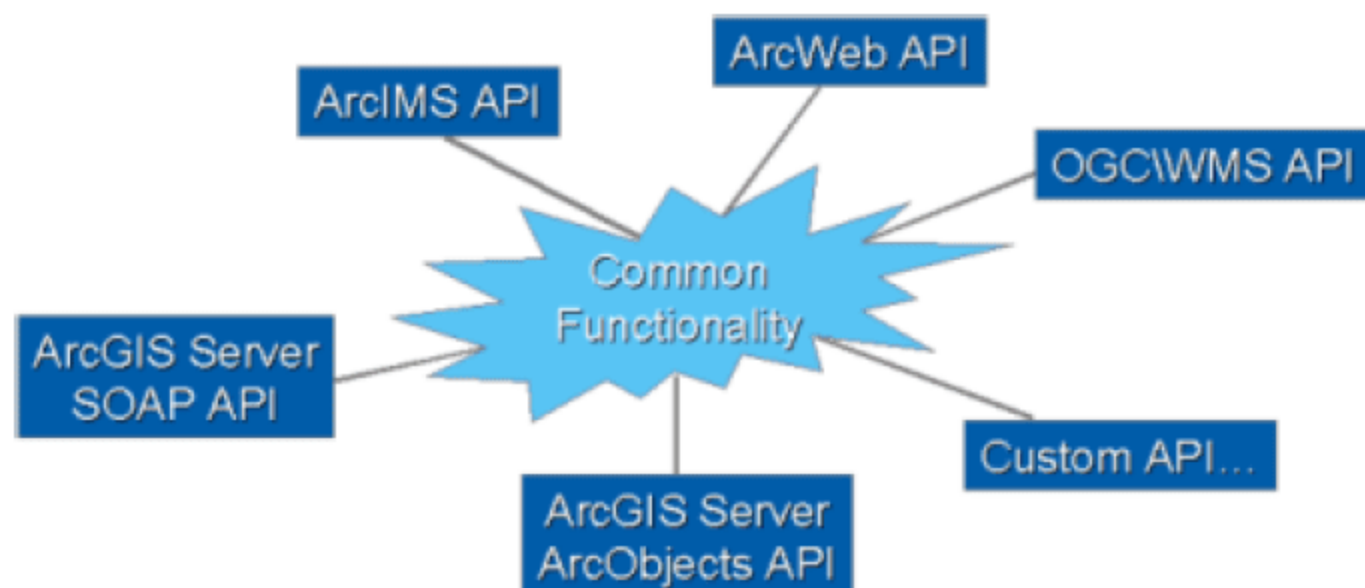 ArcWeb API
ArcIMS API
OGC\WMS API
Common
Functionality
ArcGIS Server
SOAP API
Custom API...
ArcGIS Server
ArcObjects API